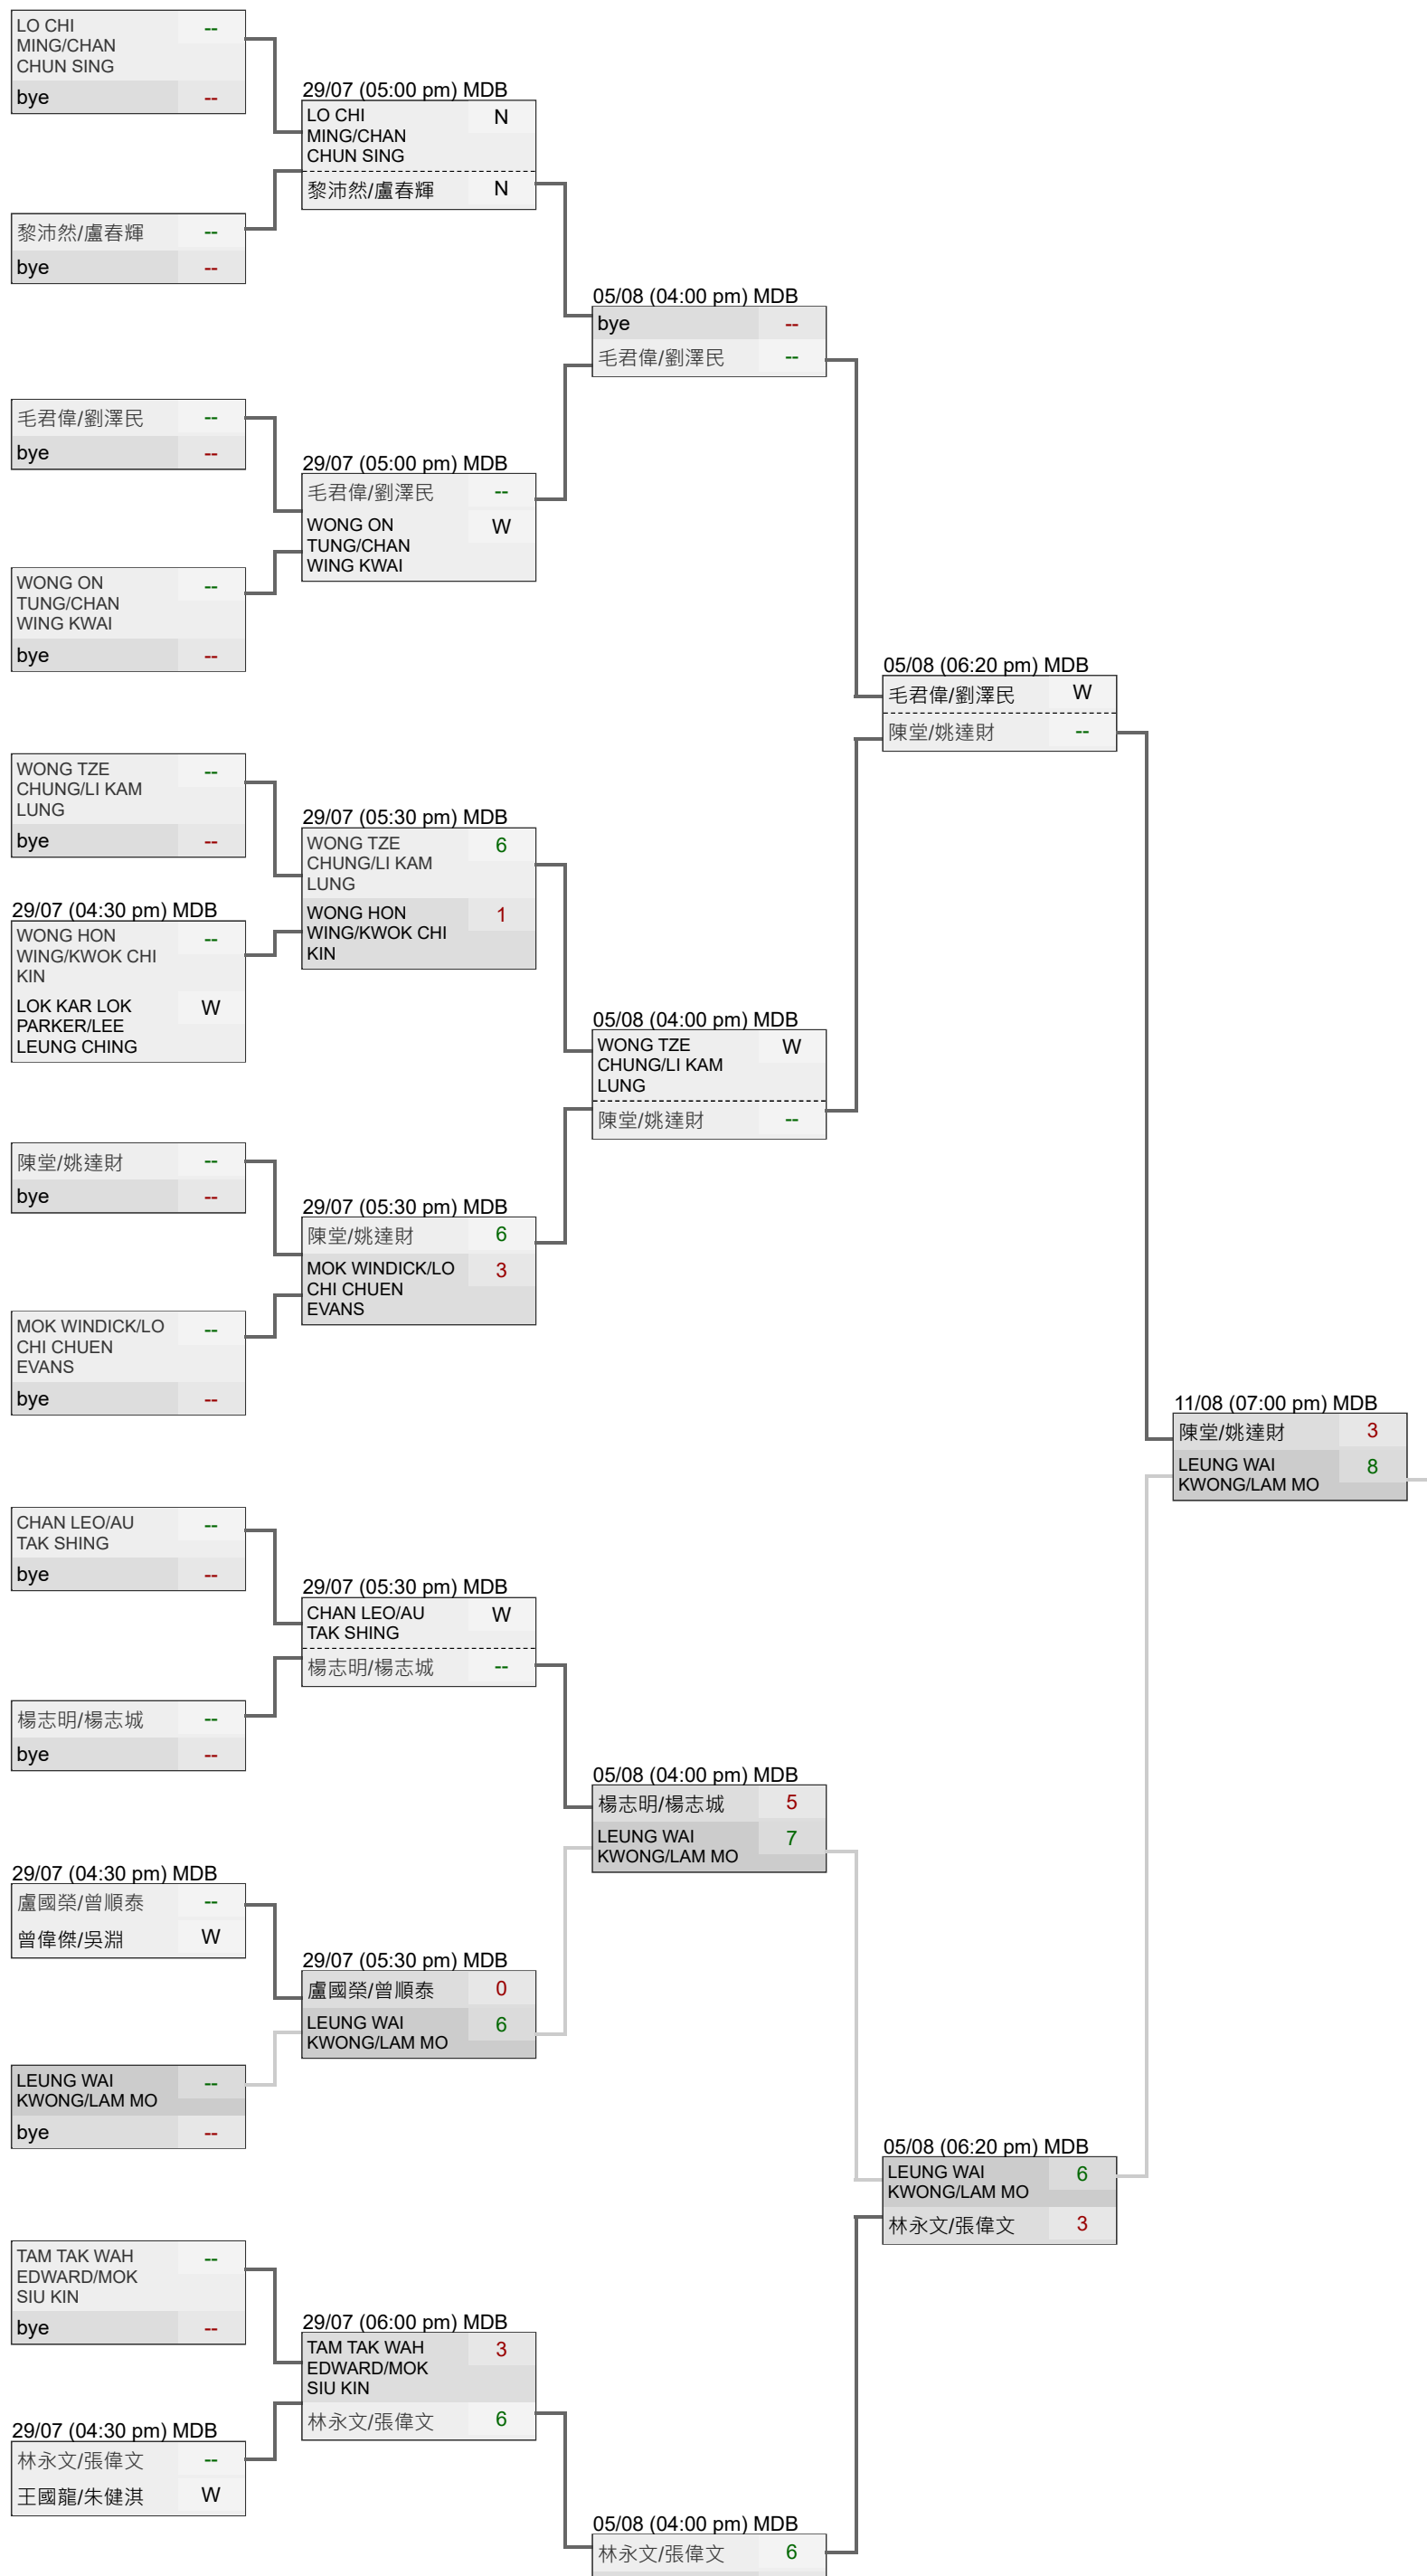 LO CHI
MING/CHAN
CHUN SING
--
bye
--
黎沛然/盧春輝
--
bye
--
29/07 (05:00 pm) MDB
LO CHI
MING/CHAN
CHUN SING
N
黎沛然/盧春輝
N
毛君偉/劉澤民
--
bye
--
WONG ON
TUNG/CHAN
WING KWAI
--
bye
--
29/07 (05:00 pm) MDB
毛君偉/劉澤民
--
WONG ON
TUNG/CHAN
WING KWAI
W
05/08 (04:00 pm) MDB
bye
--
毛君偉/劉澤民
--
WONG TZE
CHUNG/LI KAM
LUNG
--
bye
--
29/07 (04:30 pm) MDB
WONG HON
WING/KWOK CHI
KIN
--
LOK KAR LOK
PARKER/LEE
LEUNG CHING
W
29/07 (05:30 pm) MDB
WONG TZE
CHUNG/LI KAM
LUNG
6
WONG HON
WING/KWOK CHI
KIN
1
陳堂/姚達財
--
bye
--
MOK WINDICK/LO
CHI CHUEN
EVANS
--
bye
--
29/07 (05:30 pm) MDB
陳堂/姚達財
6
MOK WINDICK/LO
CHI CHUEN
EVANS
3
05/08 (04:00 pm) MDB
WONG TZE
CHUNG/LI KAM
LUNG
W
陳堂/姚達財
--
05/08 (06:20 pm) MDB
毛君偉/劉澤民
W
陳堂/姚達財
--
CHAN LEO/AU
TAK SHING
--
bye
--
楊志明/楊志城
--
bye
--
29/07 (05:30 pm) MDB
CHAN LEO/AU
TAK SHING
W
楊志明/楊志城
--
29/07 (04:30 pm) MDB
盧國榮/曾順泰
--
曾偉傑/吳淵
W
LEUNG WAI
KWONG/LAM MO
--
bye
--
29/07 (05:30 pm) MDB
盧國榮/曾順泰
0
LEUNG WAI
KWONG/LAM MO
6
05/08 (04:00 pm) MDB
楊志明/楊志城
5
LEUNG WAI
KWONG/LAM MO
7
TAM TAK WAH
EDWARD/MOK
SIU KIN
--
bye
--
29/07 (04:30 pm) MDB
林永文/張偉文
--
王國龍/朱健淇
W
29/07 (06:00 pm) MDB
TAM TAK WAH
EDWARD/MOK
SIU KIN
3
林永文/張偉文
6
05/08 (04:00 pm) MDB
林永文/張偉文
6
05/08 (06:20 pm) MDB
LEUNG WAI
KWONG/LAM MO
6
林永文/張偉文
3
11/08 (07:00 pm) MDB
陳堂/姚達財
3
LEUNG WAI
KWONG/LAM MO
8